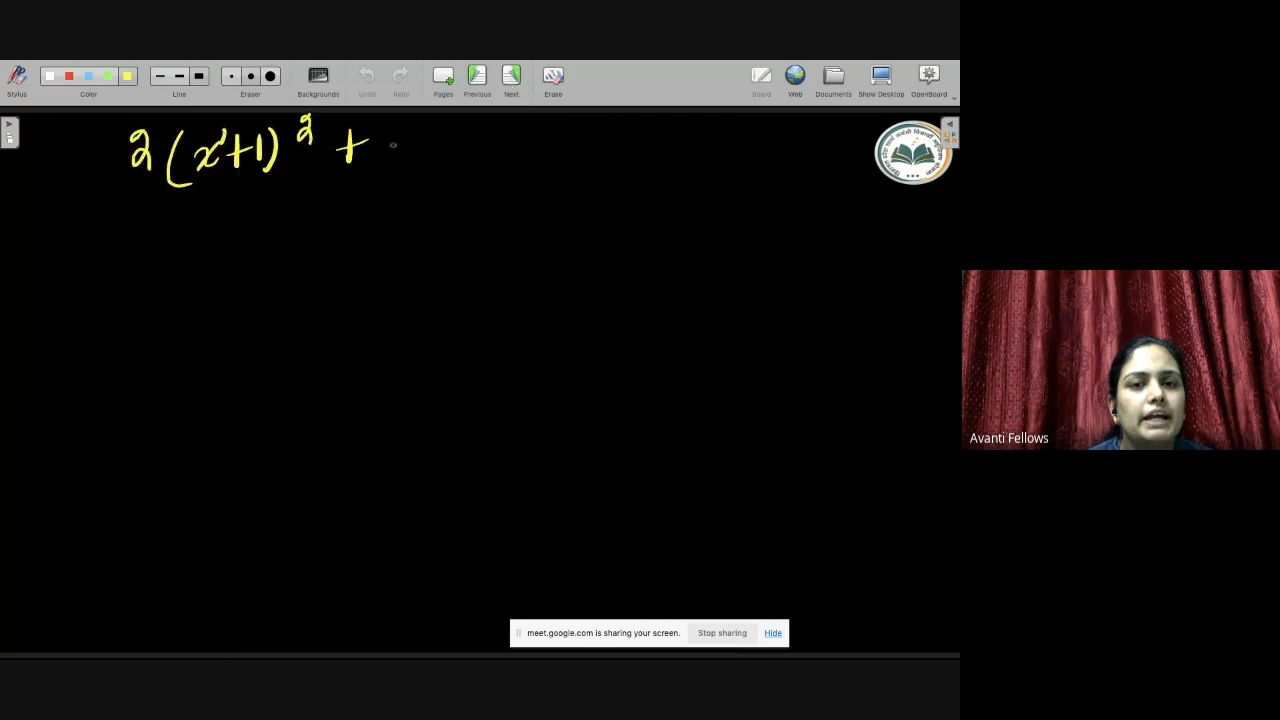 Stylus Color Line Eraser Backgrounds Undo Redo Pages Previous Next Erase Board Web Documents Show Desktop OpenBoard
2(x²+1)² +
Avanti Fellows
meet.google.com is sharing your screen. Stop sharing Hide